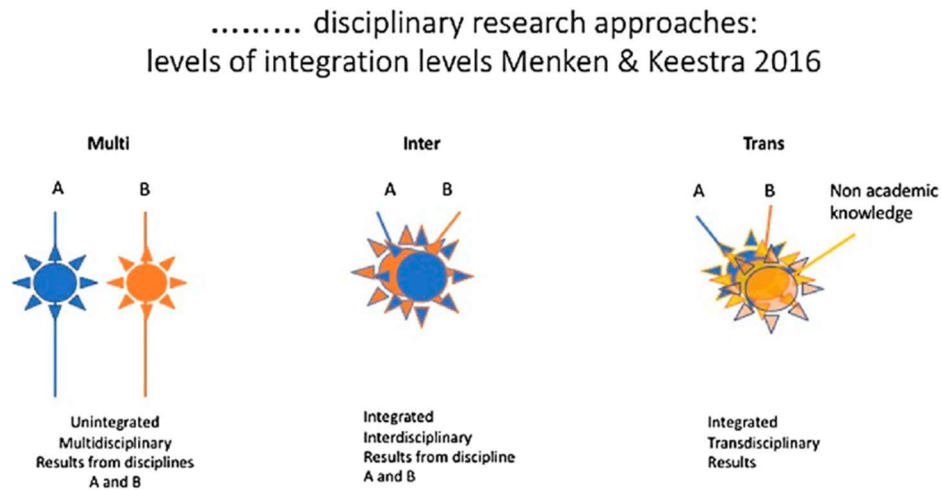 ......... disciplinary research approaches:
levels of integration levels Menken & Keestra 2016
Multi
A
B
Unintegrated
Multidisciplinary
Results from disciplines
A and B
Inter
A
B
Integrated
Interdisciplinary
Results from discipline
A and B
Trans
A
B
Non academic
knowledge
Integrated
Transdisciplinary
Results